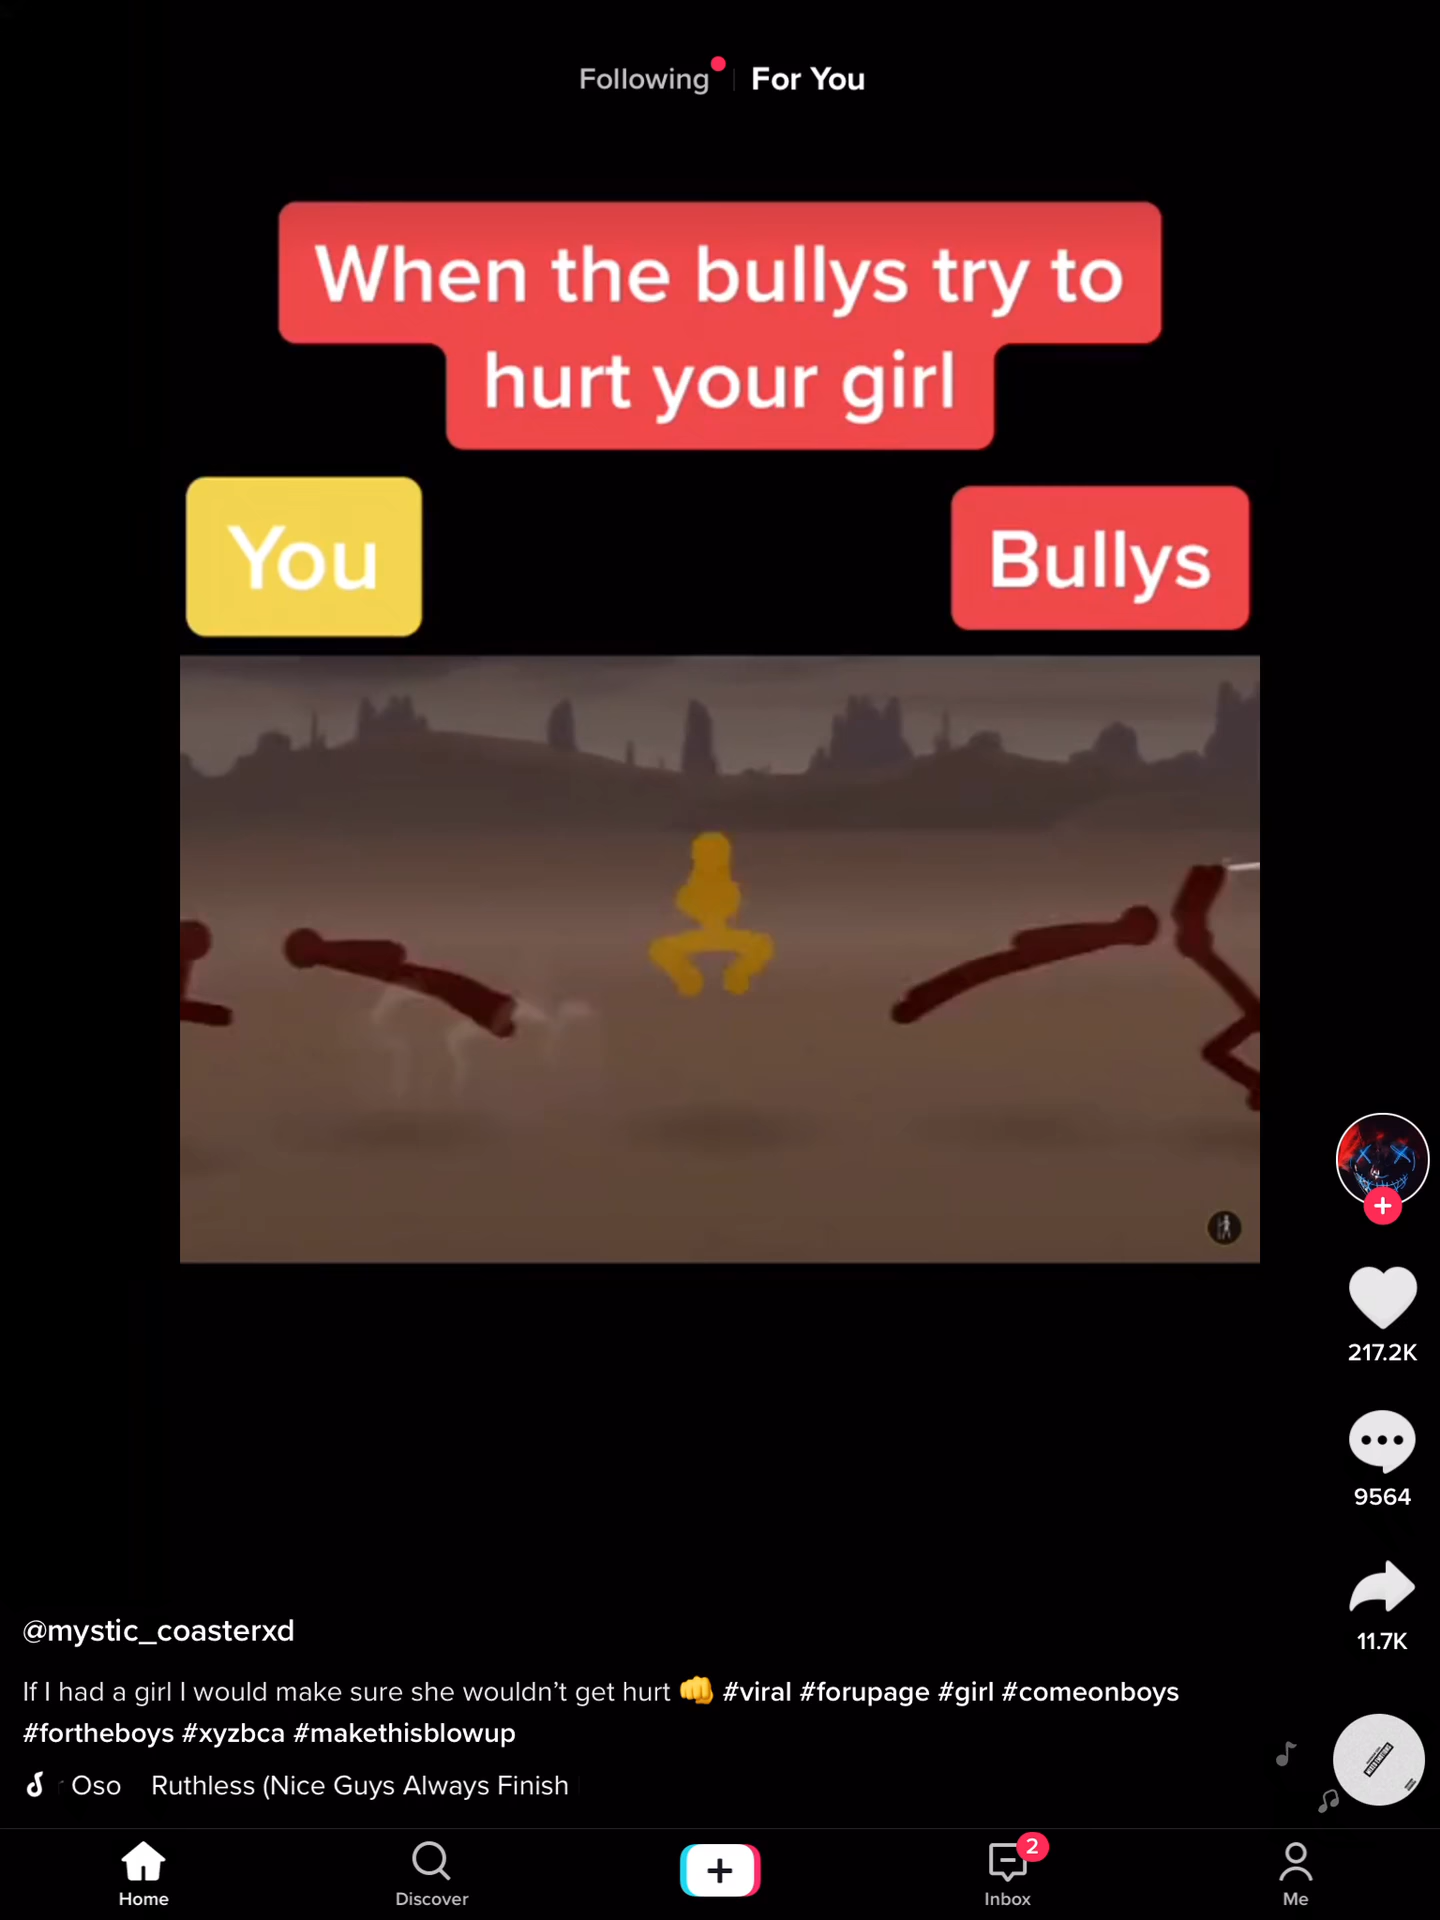 Following
For You
When the bullys try to
hurt your girl
You
Bullys
217.2K
9564
11.7K
@mystic_coasterxd
If I had a girl I would make sure she wouldn’t get hurt 👊 #viral #forupage #girl #comeonboys
#fortheboys #xyzbca #makethisblowup
Oso Ruthless (Nice Guys Always Finish
Home
Discover
2
Inbox
Me